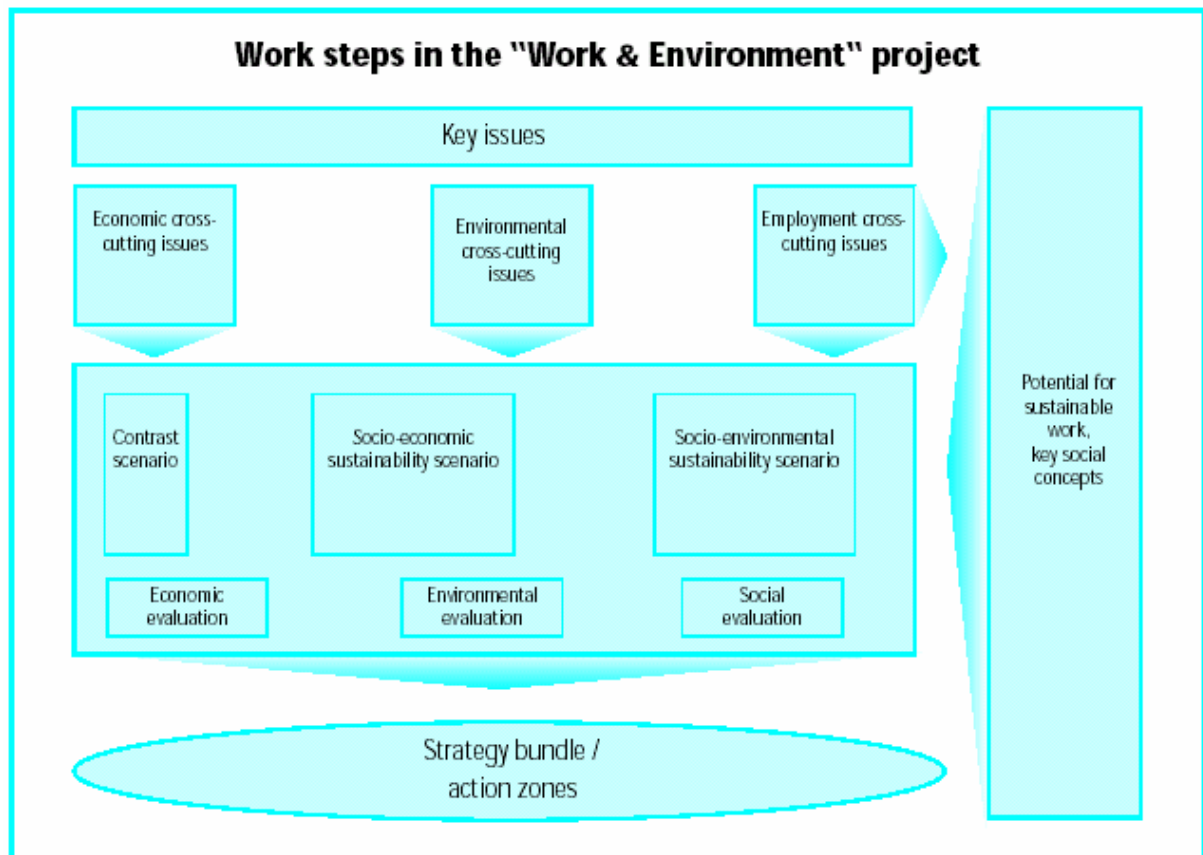 Work steps in the "Work & Environment" project
Key issues
Economic cross-
cutting issues
Environmental
cross-cutting
issues
Employment cross-
cutting issues
Contrast
scenario
Socio-economic
sustainability scenario
Socio-environmental
sustainability scenario
Economic
evaluation
Environmental
evaluation
Social
evaluation
Potential for
sustainable
work,
key social
concepts
Strategy bundle /
action zones